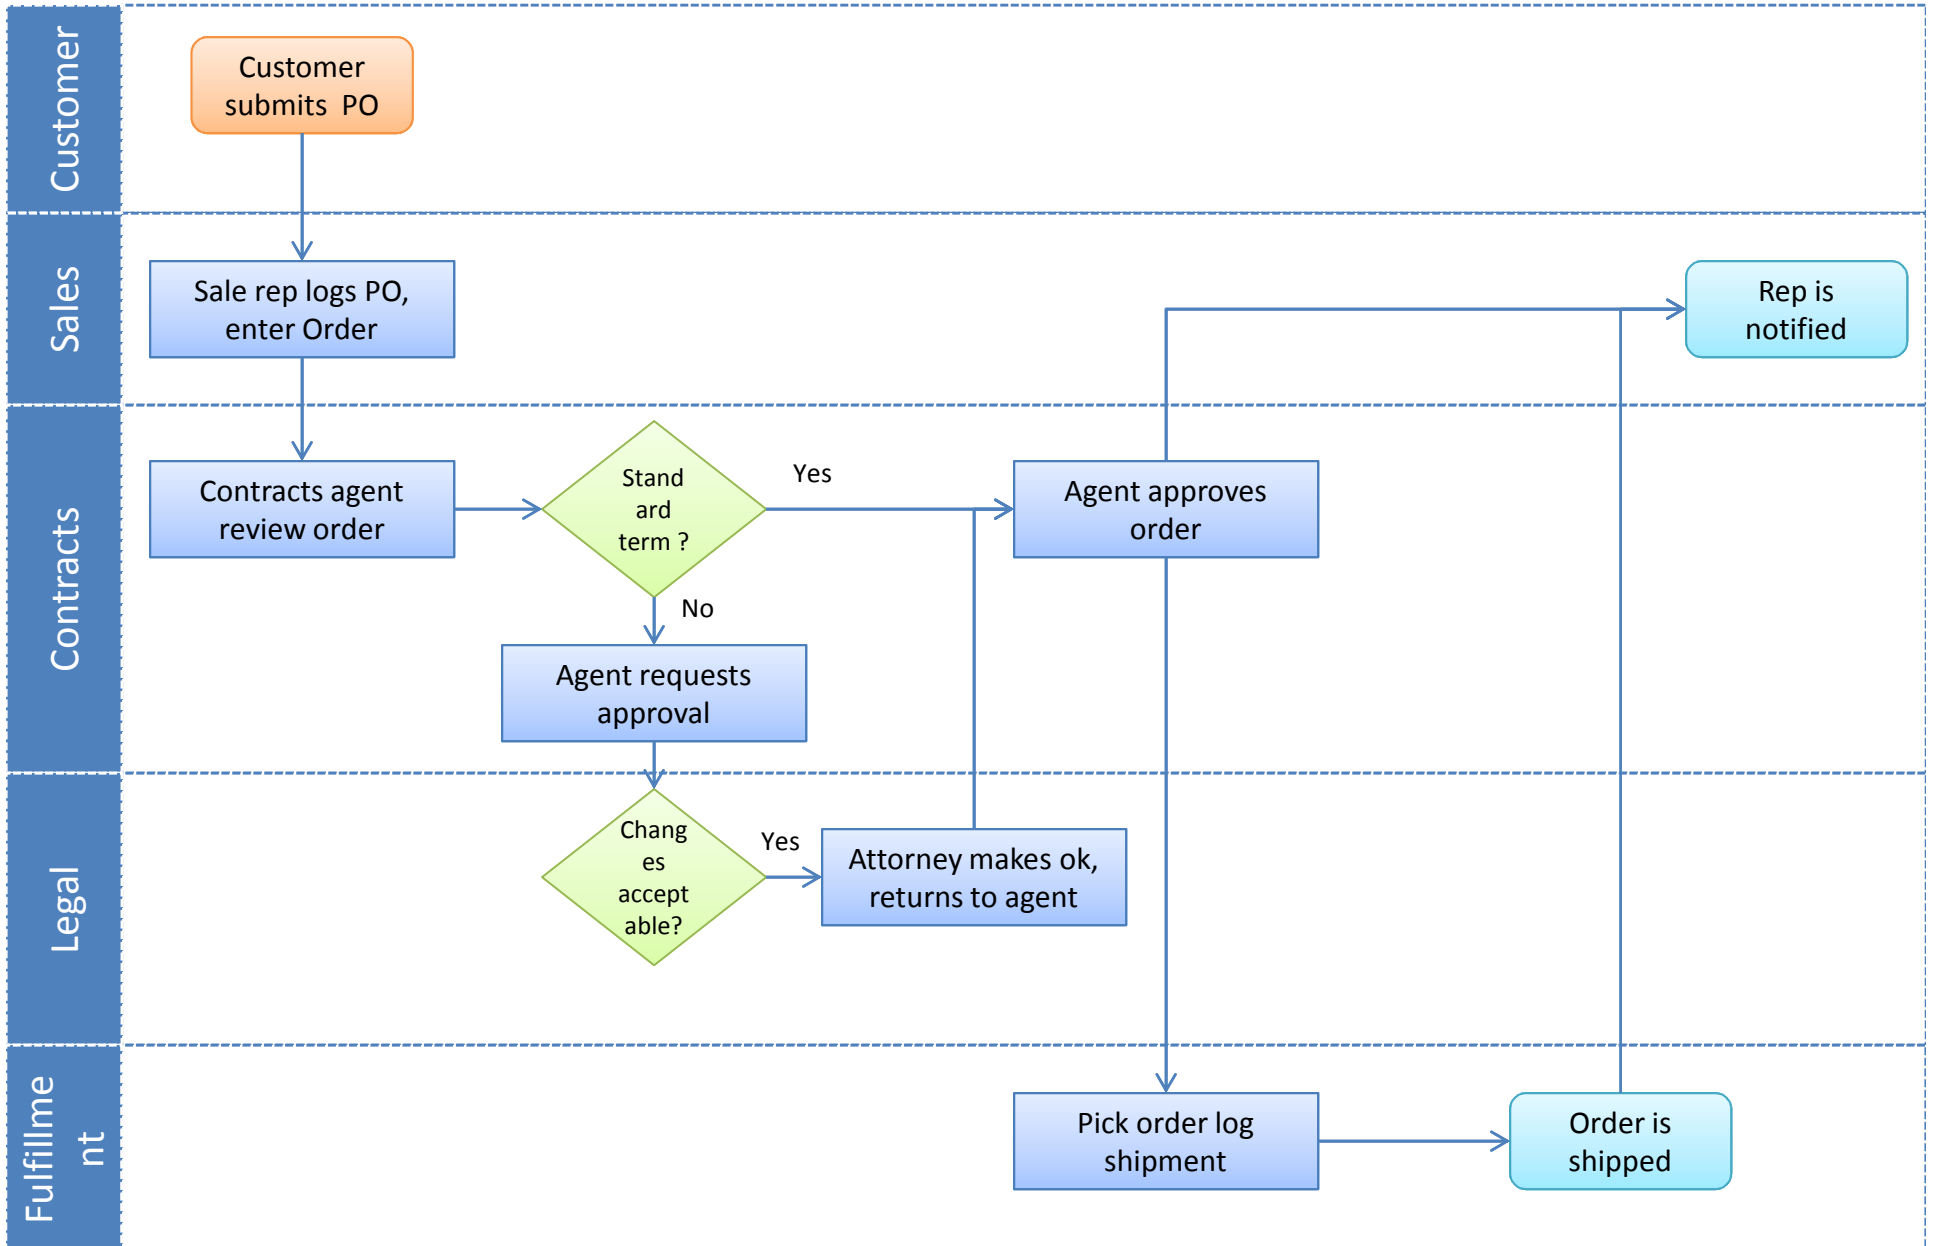 Customer
Customer
submits  PO
Sales
Sale rep logs PO,
enter Order
Rep is
notified
Contracts
Contracts agent
review order
Stand
ard
term ?
Yes
Agent approves
order
No
Agent requests
approval
Legal
Chang
es
accept
able?
Yes
Attorney makes ok,
returns to agent
Fulfillme
nt
Pick order log
shipment
Order is
shipped